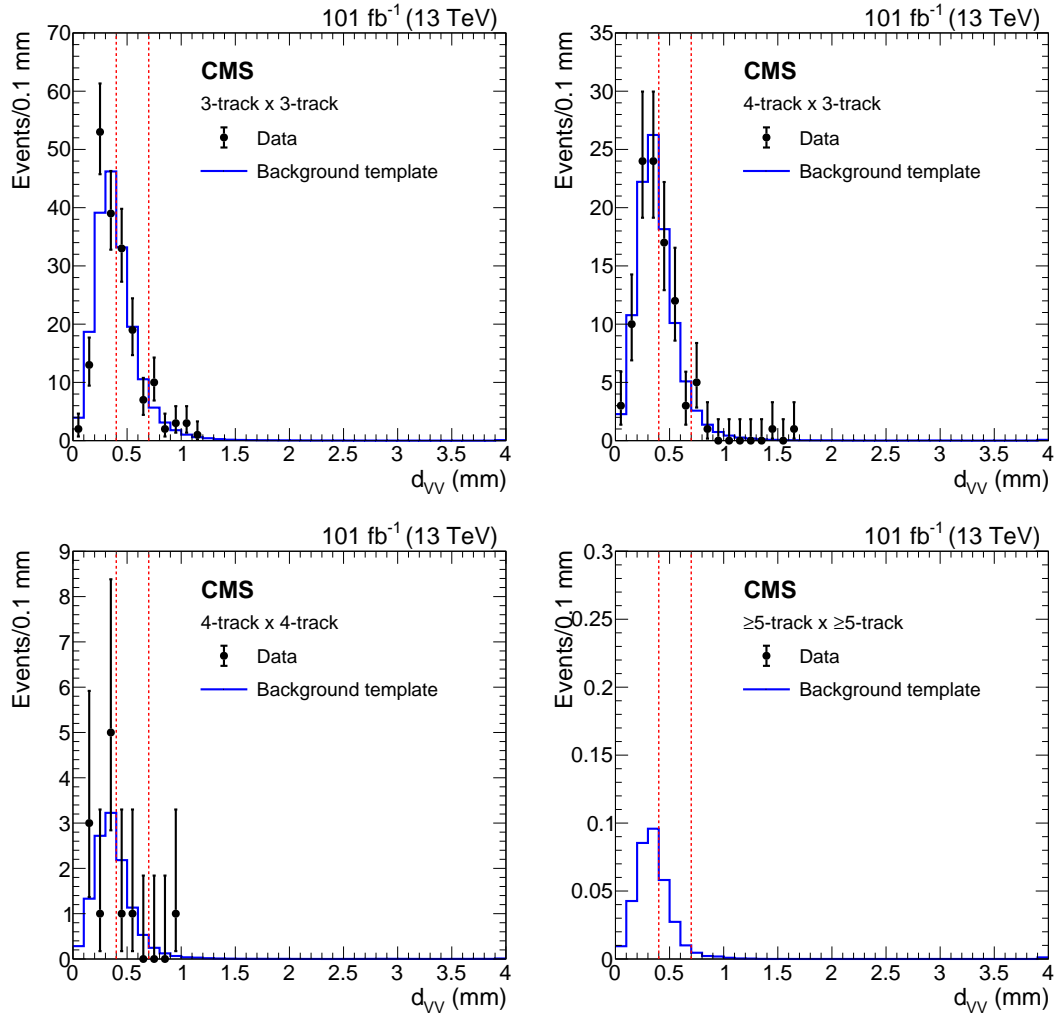 101 fb⁻¹ (13 TeV)
Events/0.1 mm
70
60
50
40
30
20
10
0
CMS
3-track x 3-track
Data
Background template
0 0.5 1 1.5 2 2.5 3 3.5 4
d_VV (mm)
101 fb⁻¹ (13 TeV)
Events/0.1 mm
35
30
25
20
15
10
5
0
CMS
4-track x 3-track
Data
Background template
0 0.5 1 1.5 2 2.5 3 3.5 4
d_VV (mm)
101 fb⁻¹ (13 TeV)
Events/0.1 mm
9
8
7
6
5
4
3
2
1
0
CMS
4-track x 4-track
Data
Background template
0 0.5 1 1.5 2 2.5 3 3.5 4
d_VV (mm)
101 fb⁻¹ (13 TeV)
Events/0.1 mm
0.3
0.25
0.2
0.15
0.1
0.05
0
CMS
≥5-track x ≥5-track
Data
Background template
0 0.5 1 1.5 2 2.5 3 3.5 4
d_VV (mm)